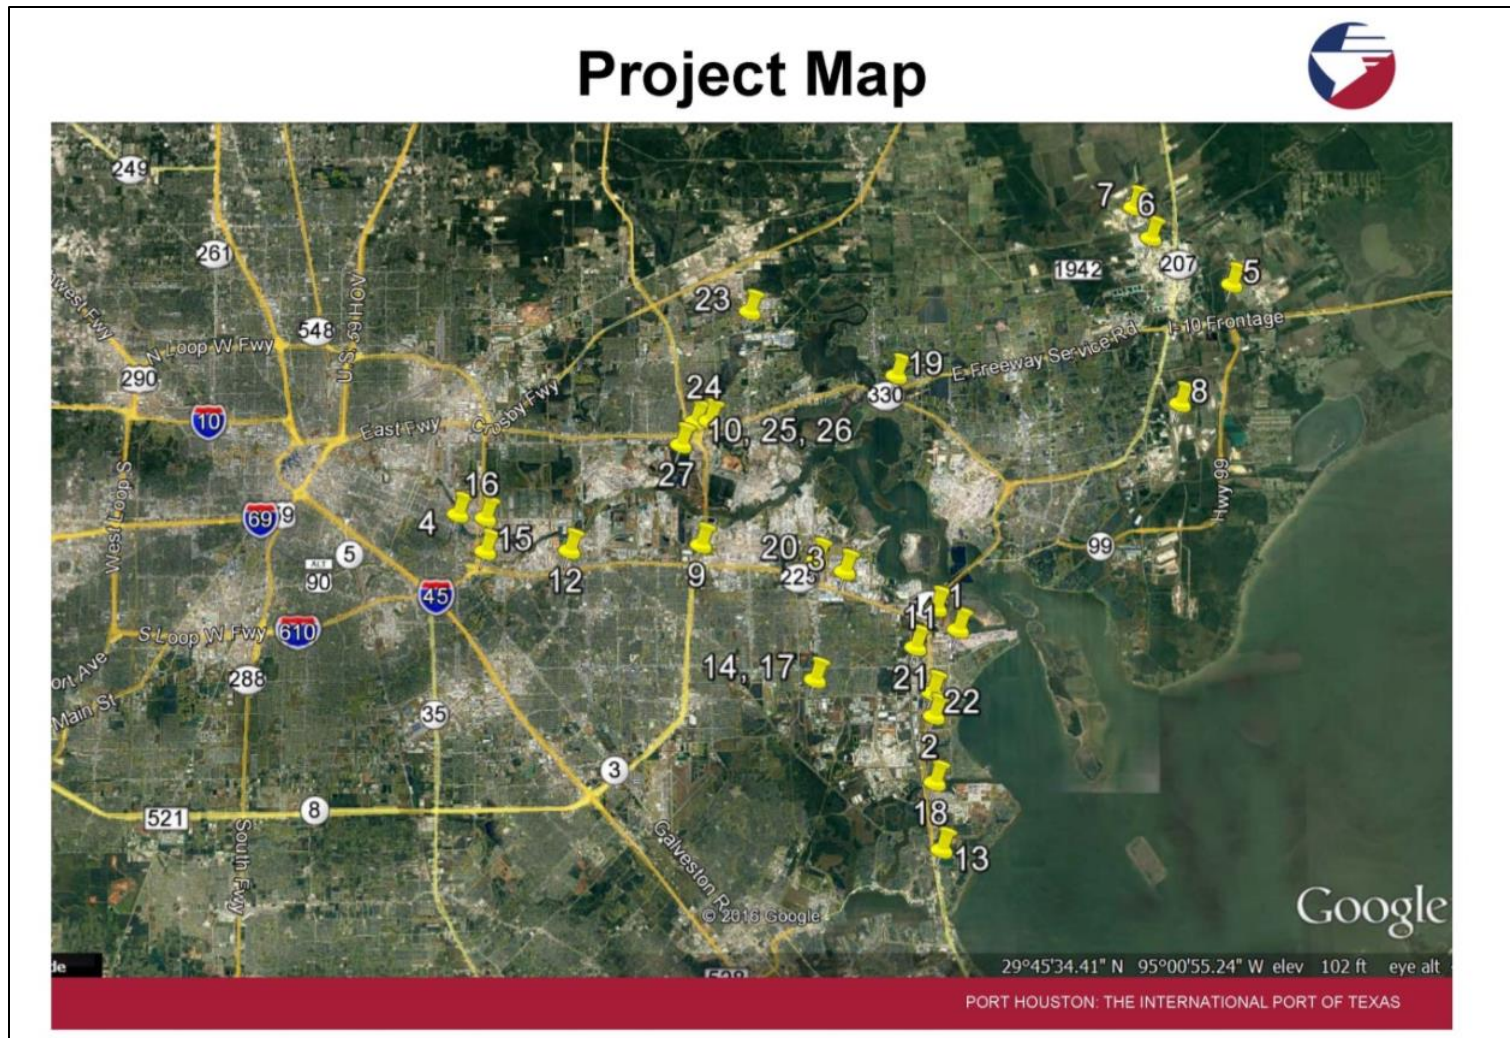 Project Map
249
7
6
261
1942
207
5
23
548
N Loop W Fwy
U.S. 59 HOV
I-10 Frontage
E Freeway Service Rd
19
290
330
8
24
Crosby Fwy
10
East Fwy
10, 25, 26
27
West Loop S
16
4
69
Hwy 99
5
15
20
3
99
ALT
90
12
9
225
45
1
11
S Loop W Fwy
610
14, 17
21
288
22
Main St
35
2
3
521
8
18
South Fwy
Galveston Rd
13
© 2016 Google
Google
29°45'34.41" N 95°00'55.24" W elev 102 ft eye alt
PORT HOUSTON: THE INTERNATIONAL PORT OF TEXAS